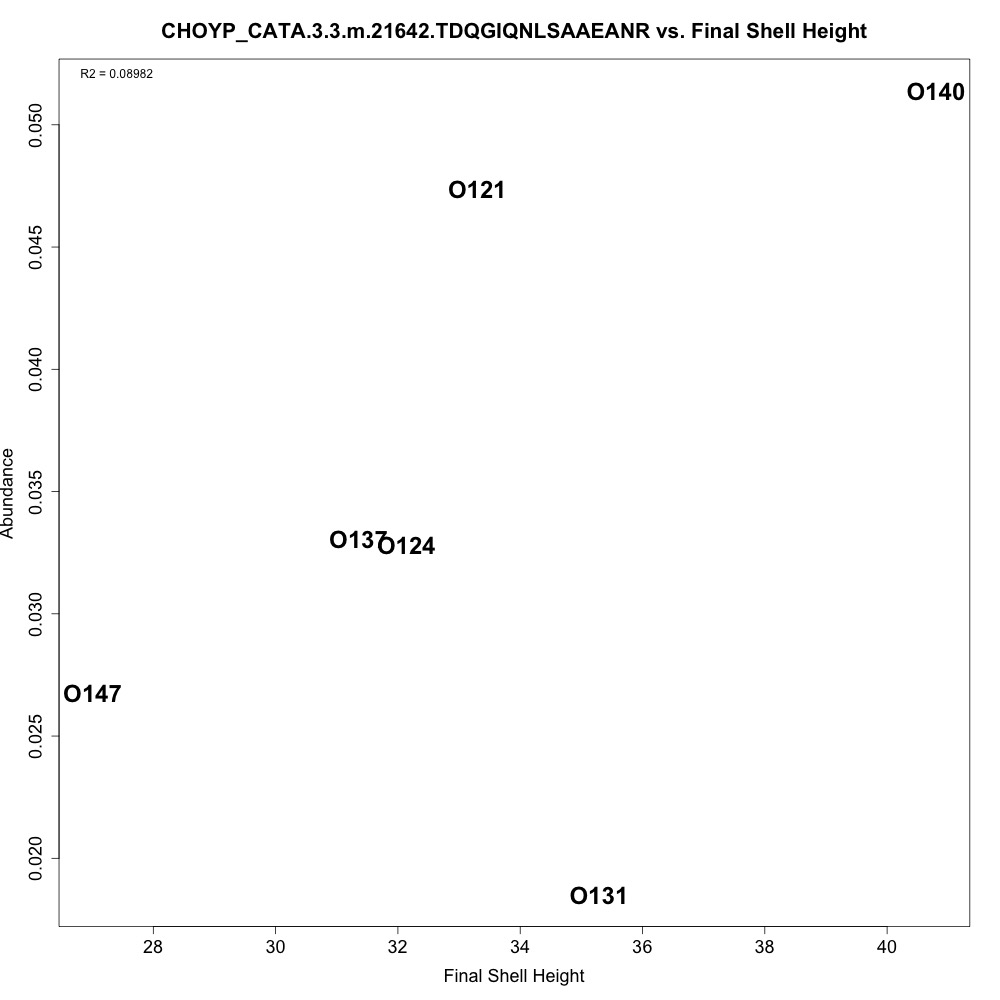 CHOYP_CATA.3.3.m.21642.TDQGIQNLSAAEANR vs. Final Shell Height
R2 = 0.08982
O140
0.050
O121
0.045
0.040
Abundance
0.035
O137
O124
0.030
O147
0.025
0.020
O131
28 30 32 34 36 38 40
Final Shell Height